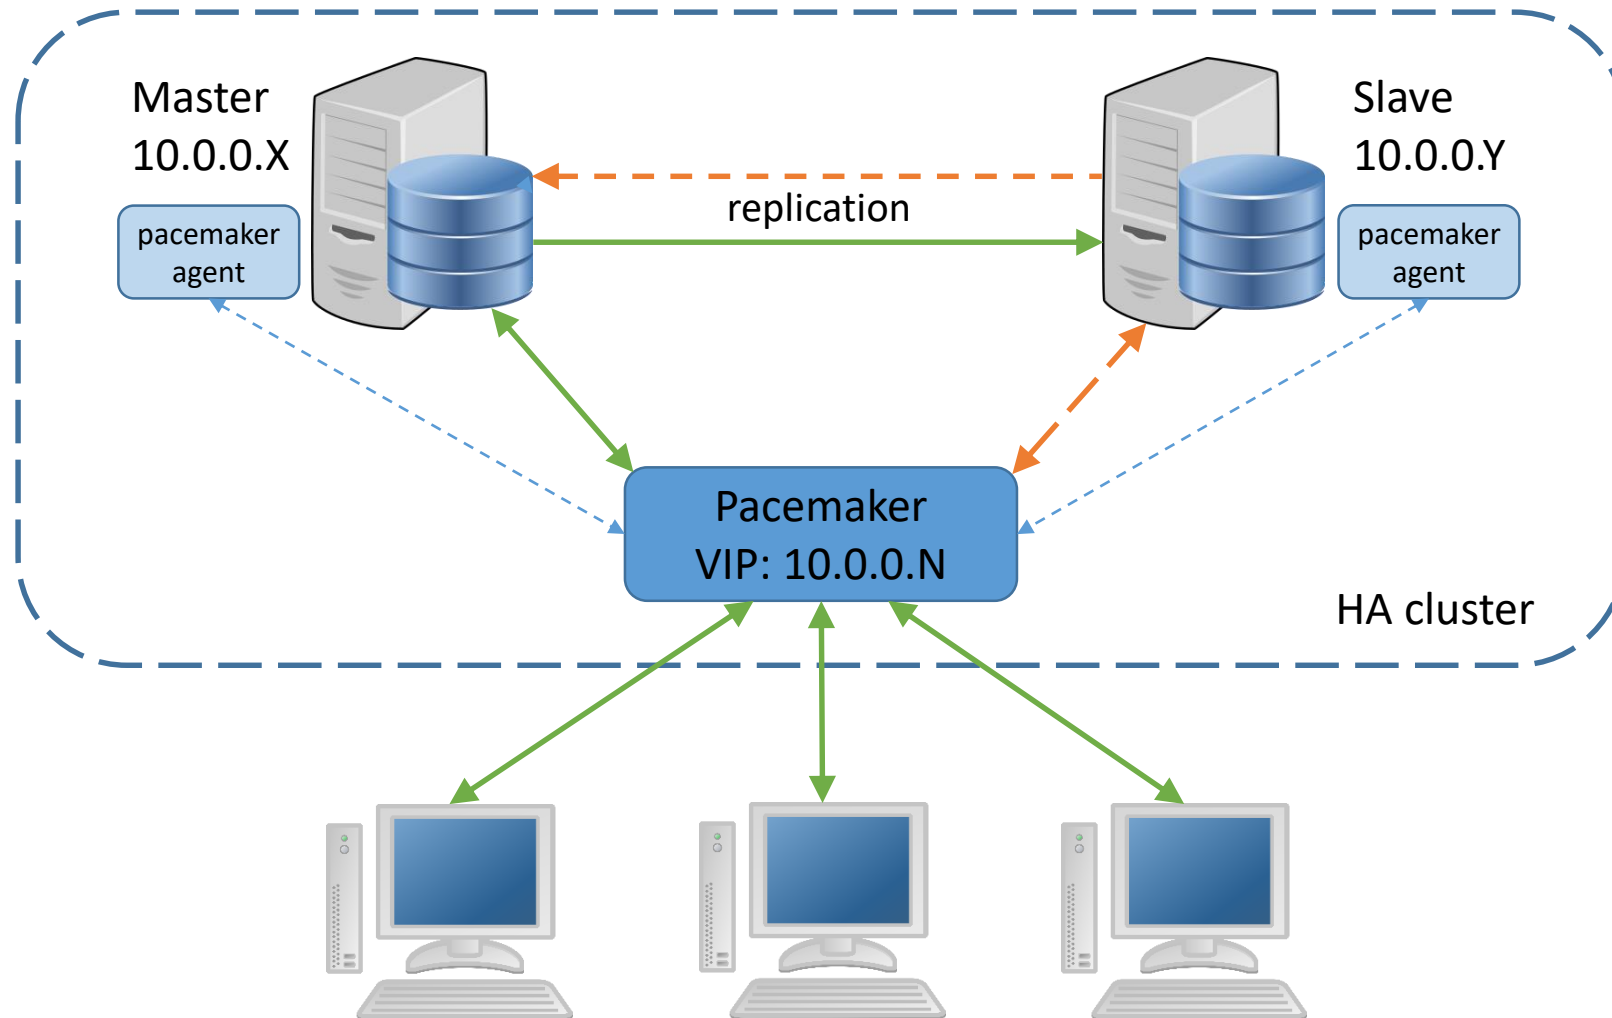 Master
10.0.0.X
Slave
10.0.0.Y
replication
pacemaker
agent
pacemaker
agent
Pacemaker
VIP: 10.0.0.N
HA cluster